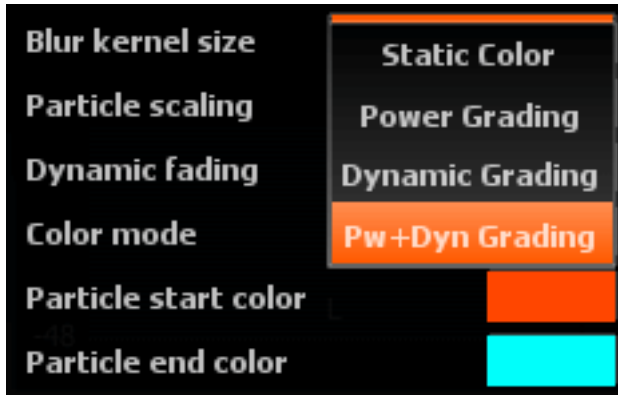 Blur kernel size
Static Color
Particle scaling
Power Grading
Dynamic fading
Dynamic Grading
Color mode
Pw+Dyn Grading
Particle start color
L
-48
Particle end color